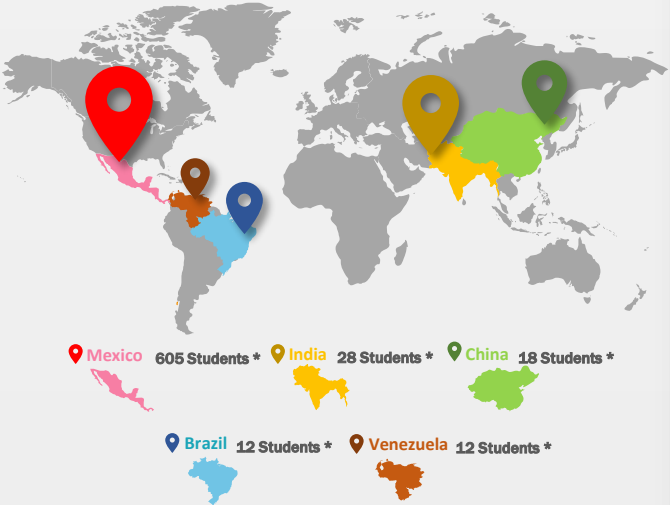 Mexico 605 Students * India 28 Students * China 18 Students *
Brazil 12 Students * Venezuela 12 Students *